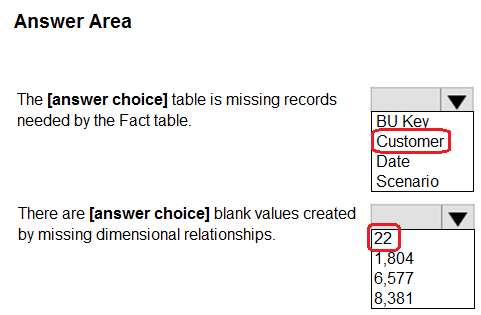 Answer Area
The [answer choice] table is missing records
needed by the Fact table.
BU Key
Customer
Date
Scenario
There are [answer choice] blank values created
by missing dimensional relationships.
22
1,804
6,577
8,381